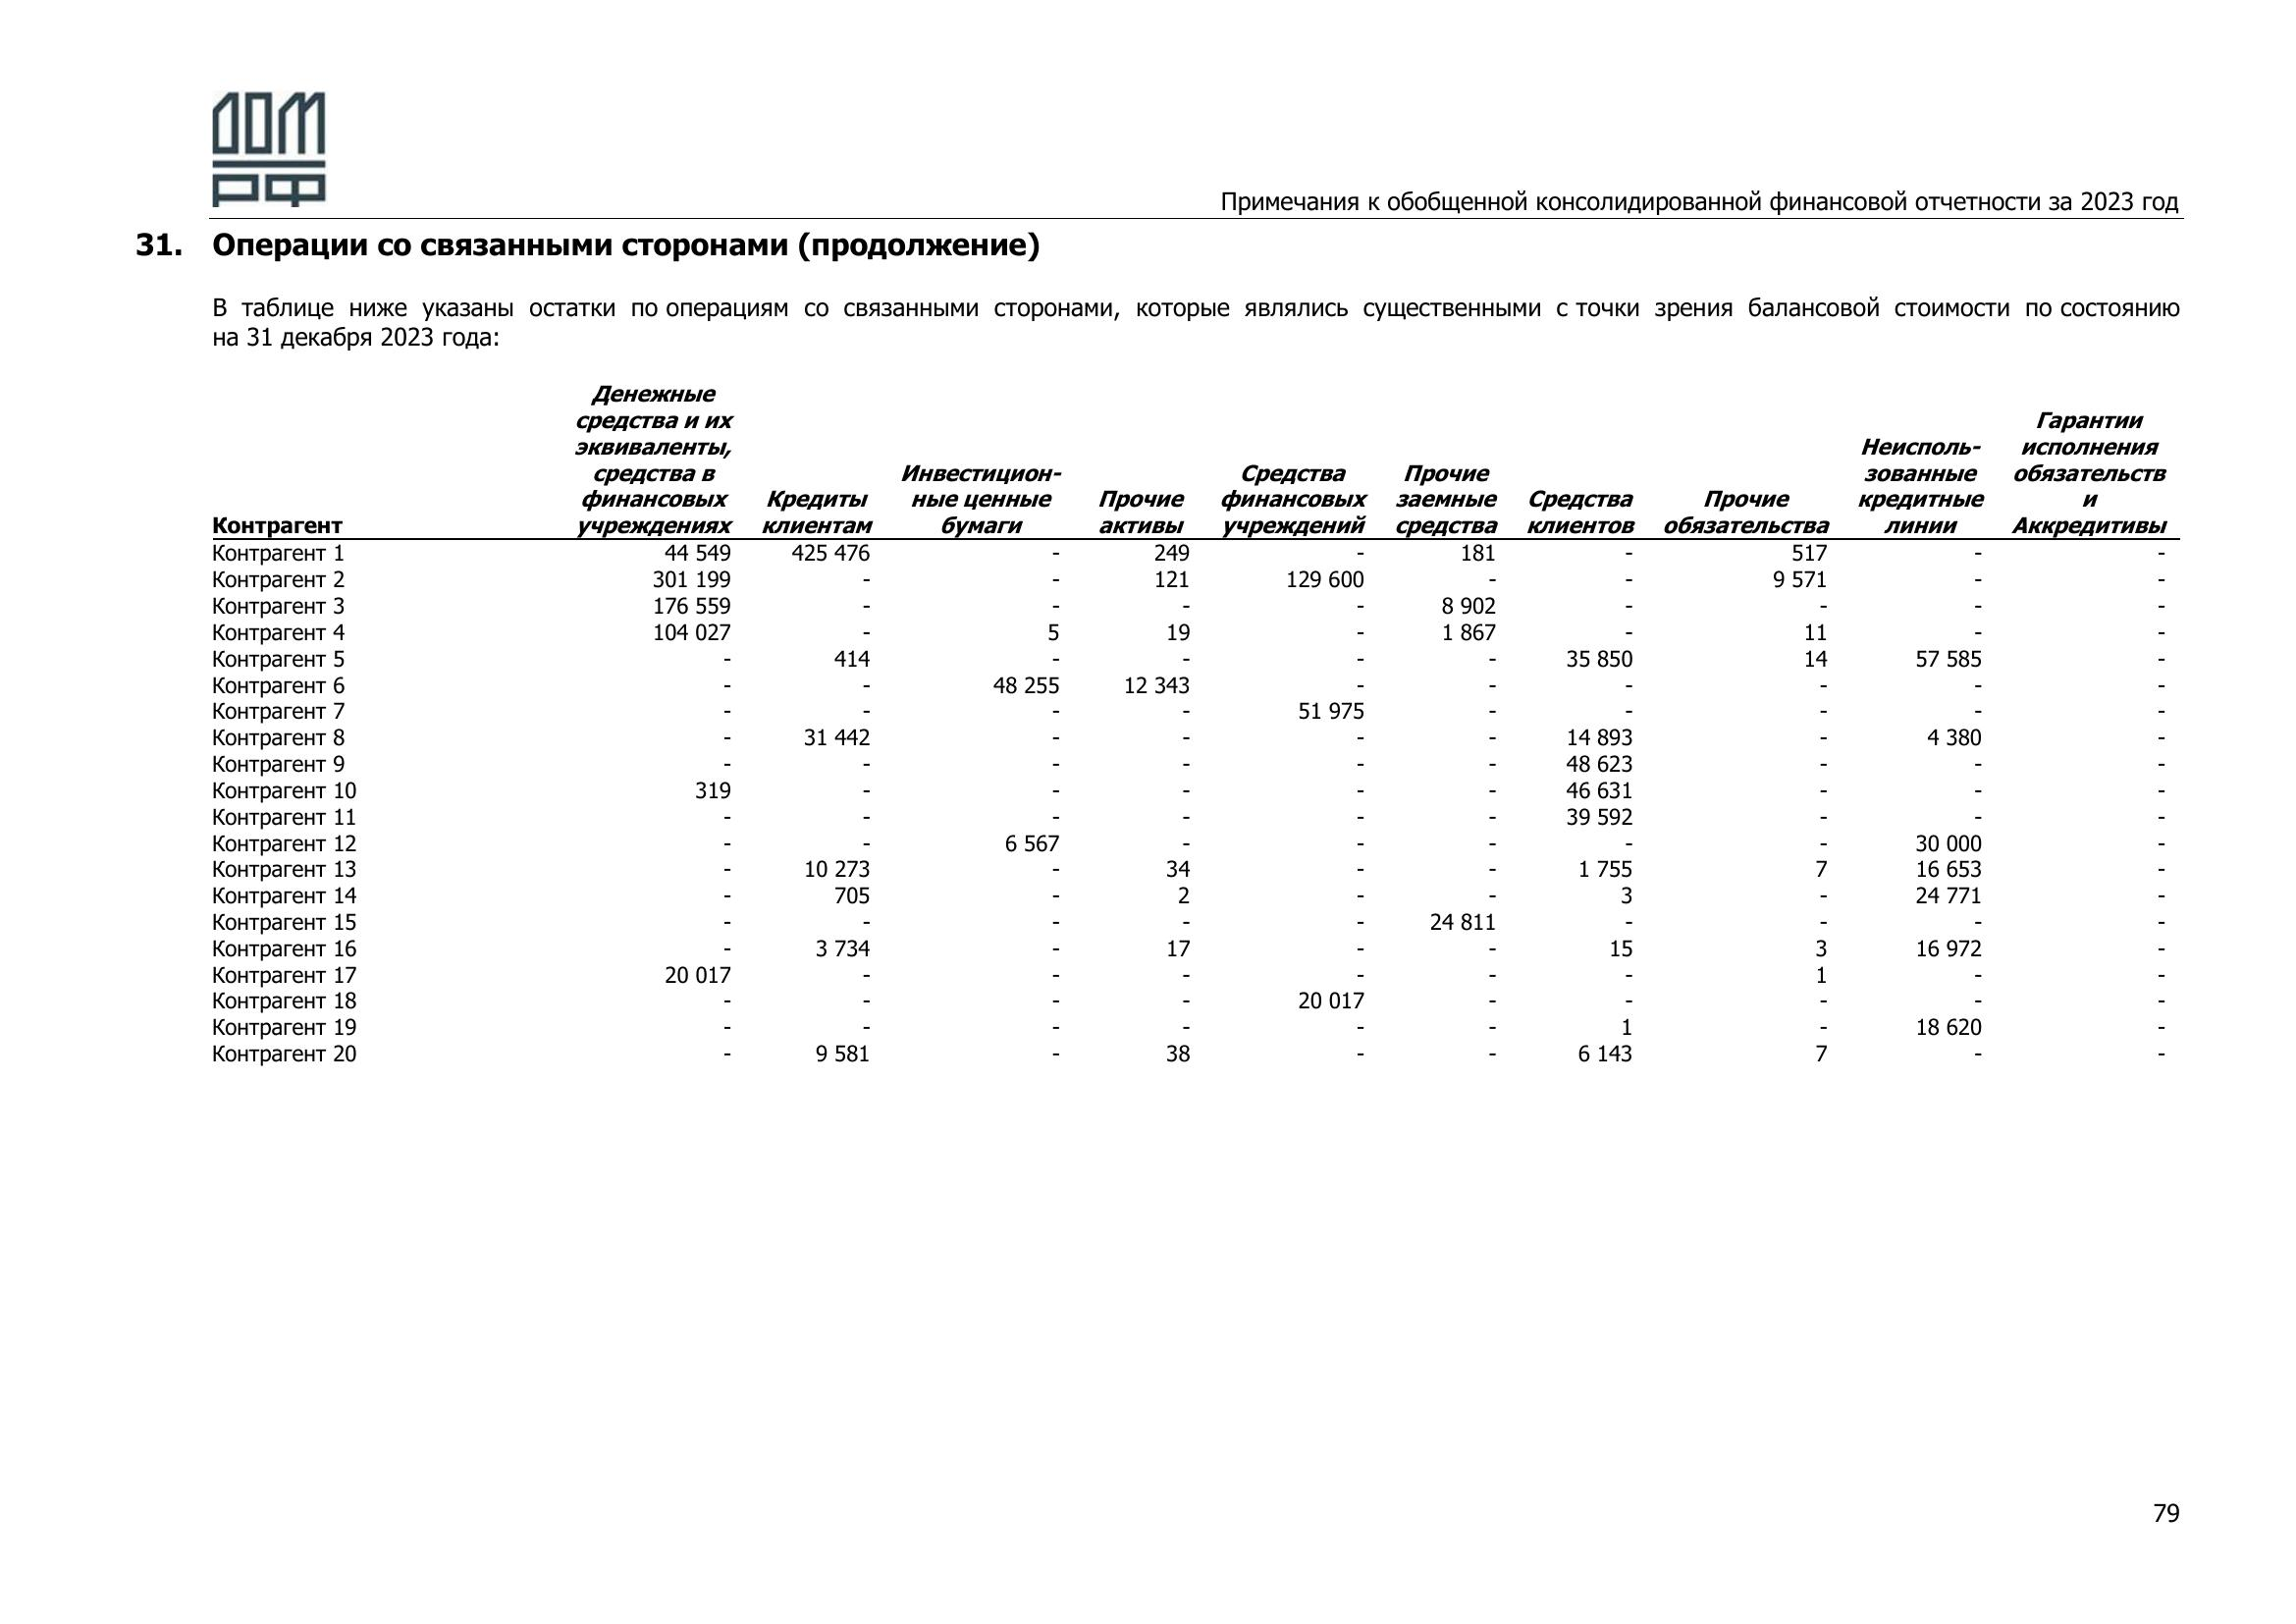 ДОМ
РФ
Примечания к обобщенной консолидированной финансовой отчетности за 2023 год
31. Операции со связанными сторонами (продолжение)
В таблице ниже указаны остатки по операциям со связанными сторонами, которые являлись существенными с точки зрения балансовой стоимости по состоянию
на 31 декабря 2023 года:
Денежные
средства и их Гарантии
эквиваленты, Неисполь- исполнения
средства в Инвестицион- Средства Прочие зованные обязательств
финансовых Кредиты ные ценные Прочие финансовых заемные Средства Прочие кредитные и
Контрагент учреждениях клиентам бумаги активы учреждений средства клиентов обязательства линии Аккредитивы
Контрагент 1 44 549 425 476 - 249 - 181 - 517 - -
Контрагент 2 301 199 - - 121 129 600 - - 9 571 - -
Контрагент 3 176 559 - - - - 8 902 - - - -
Контрагент 4 104 027 - 5 19 - 1 867 - 11 - -
Контрагент 5 - 414 - - - - 35 850 14 57 585 -
Контрагент 6 - - 48 255 12 343 - - - - - -
Контрагент 7 - - - - 51 975 - - - - -
Контрагент 8 - 31 442 - - - - 14 893 - 4 380 -
Контрагент 9 - - - - - - 48 623 - - -
Контрагент 10 319 - - - - - 46 631 - - -
Контрагент 11 - - - - - - 39 592 - - -
Контрагент 12 - - 6 567 - - - - - 30 000 -
Контрагент 13 - 10 273 - 34 - - 1 755 7 16 653 -
Контрагент 14 - 705 - 2 - - 3 - 24 771 -
Контрагент 15 - - - - - 24 811 - - - -
Контрагент 16 - 3 734 - 17 - - 15 3 16 972 -
Контрагент 17 20 017 - - - - - - 1 - -
Контрагент 18 - - - - 20 017 - - - - -
Контрагент 19 - - - - - - 1 - 18 620 -
Контрагент 20 - 9 581 - 38 - - 6 143 7 - -
79